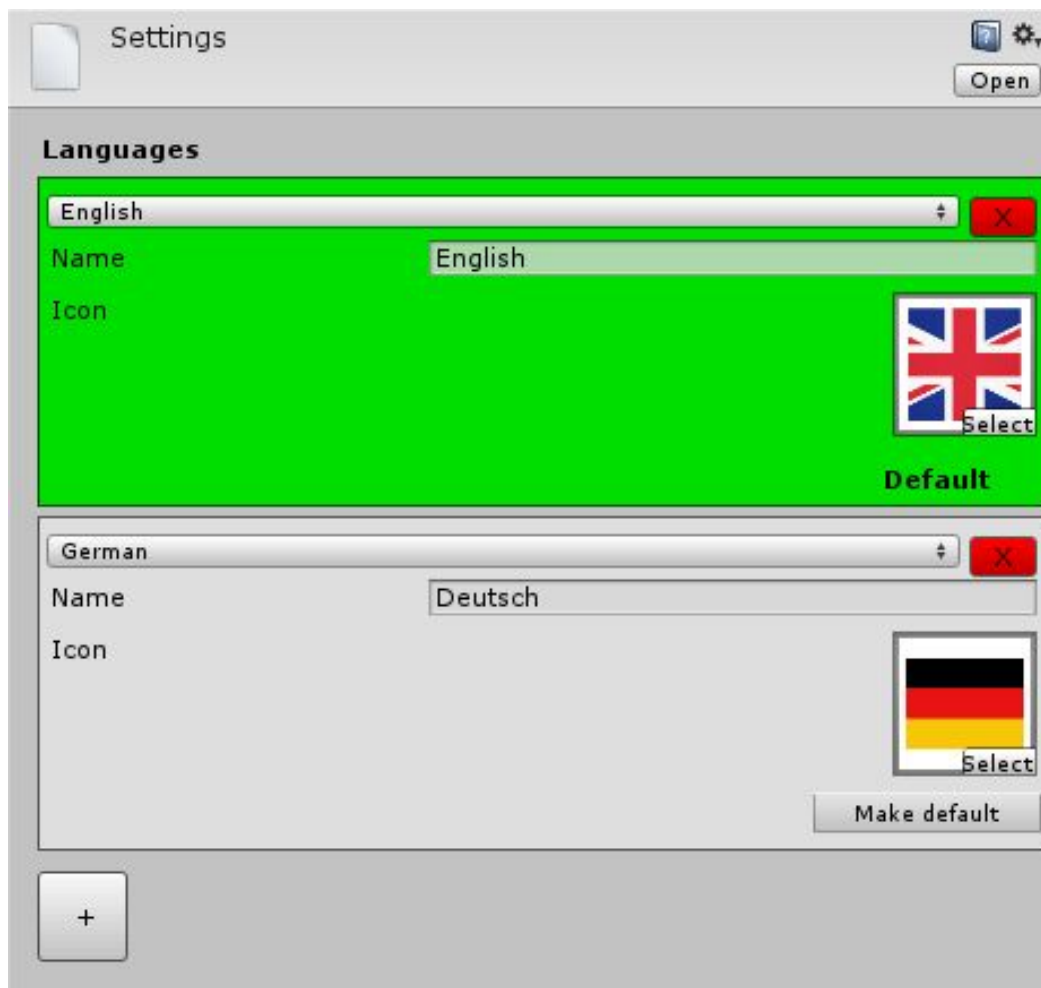 Settings
Open
Languages
English
X
Name
English
Icon
Select
Default
German
X
Name
Deutsch
Icon
Select
Make default
+